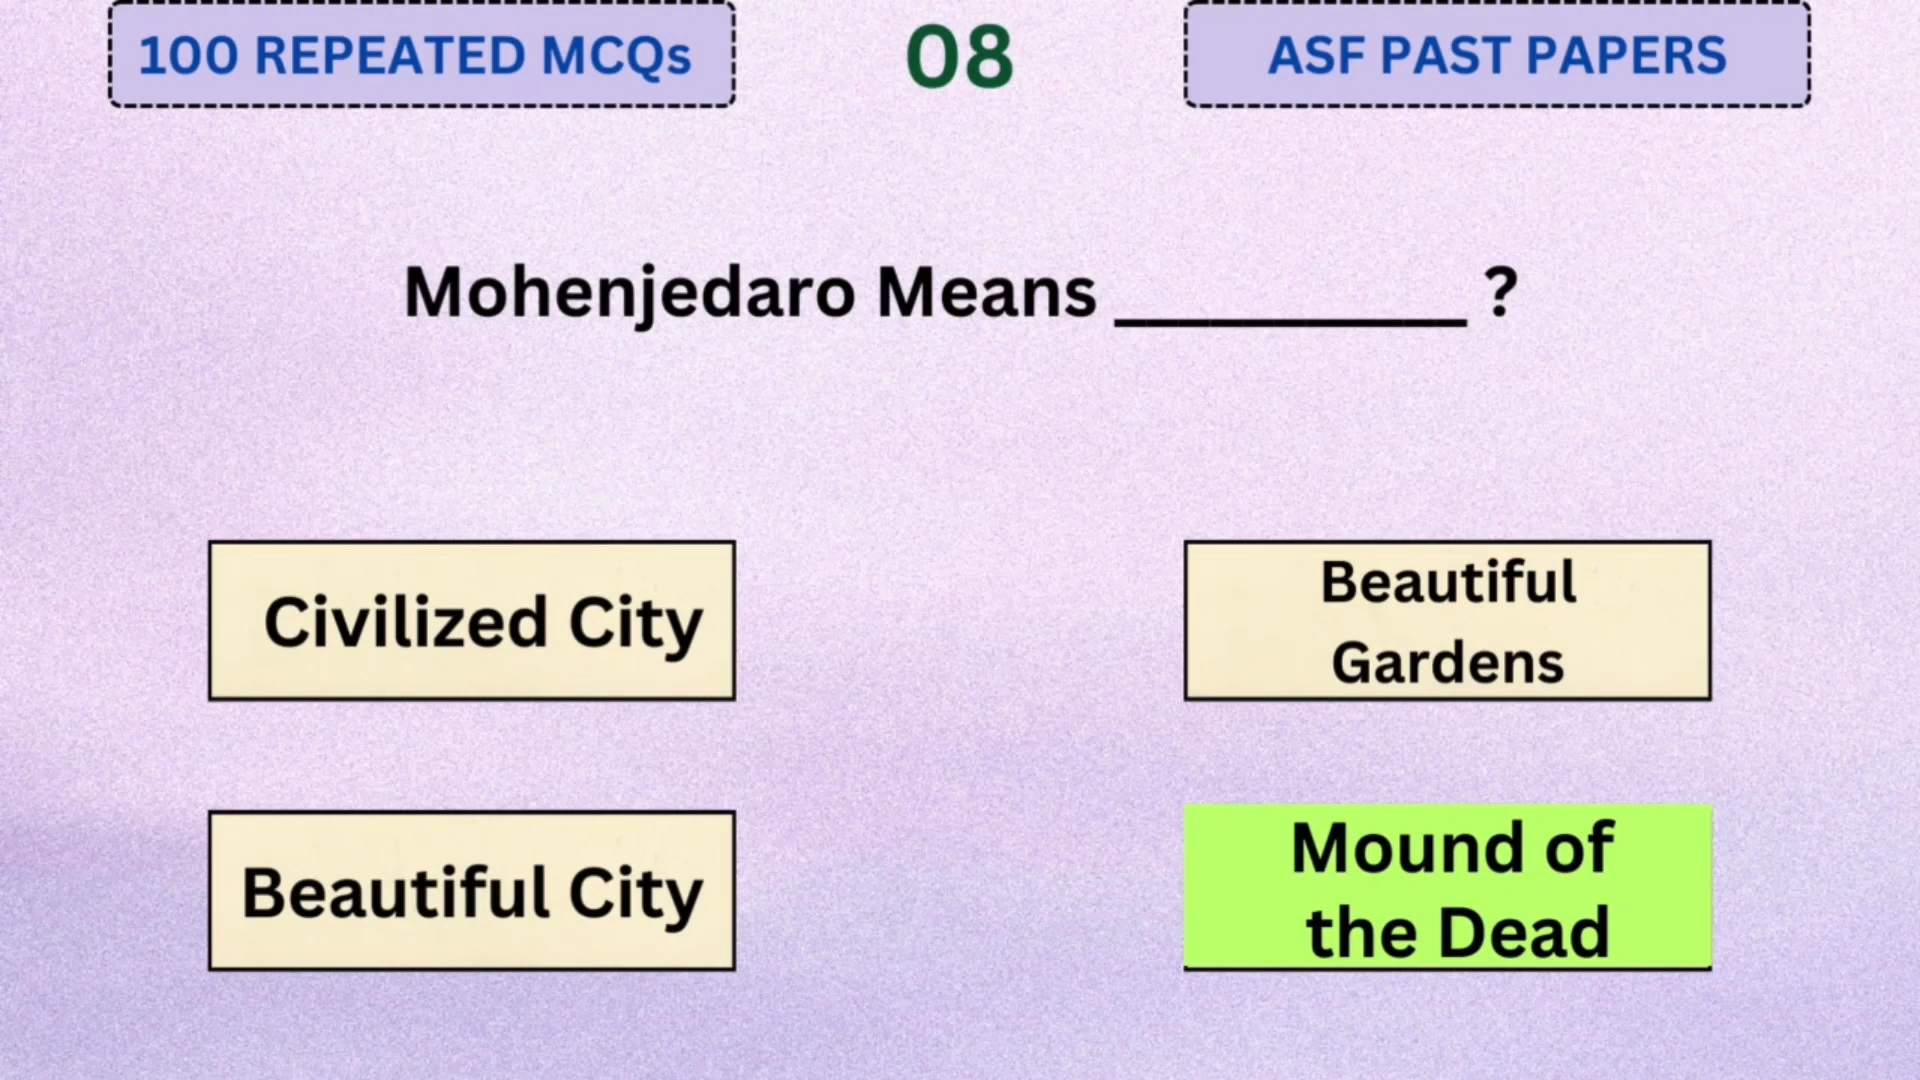 100 REPEATED MCQs
08
ASF PAST PAPERS
Mohenjedaro Means __________ ?
Civilized City
Beautiful
Gardens
Beautiful City
Mound of
the Dead